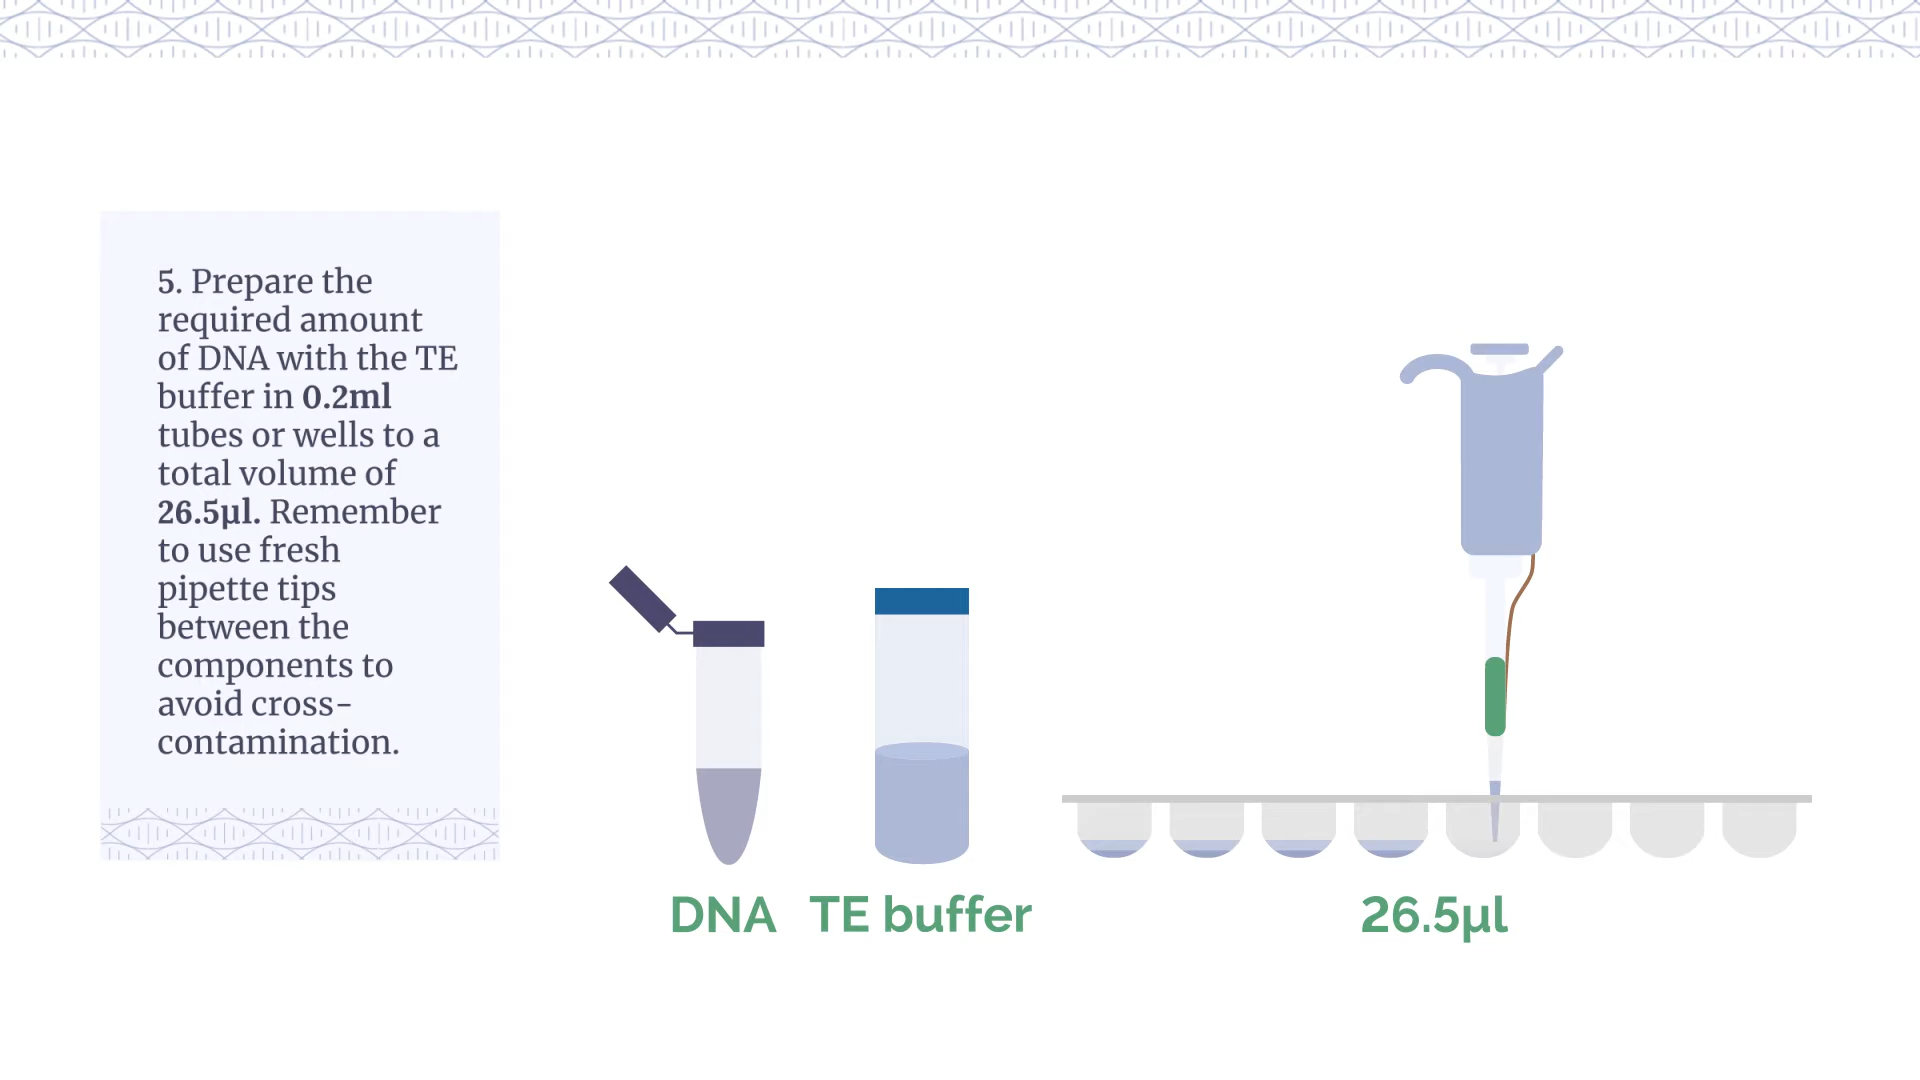 5. Prepare the
required amount
of DNA with the TE
buffer in 0.2ml
tubes or wells to a
total volume of
26.5µl. Remember
to use fresh
pipette tips
between the
components to
avoid cross-
contamination.
DNA
TE buffer
26.5µl